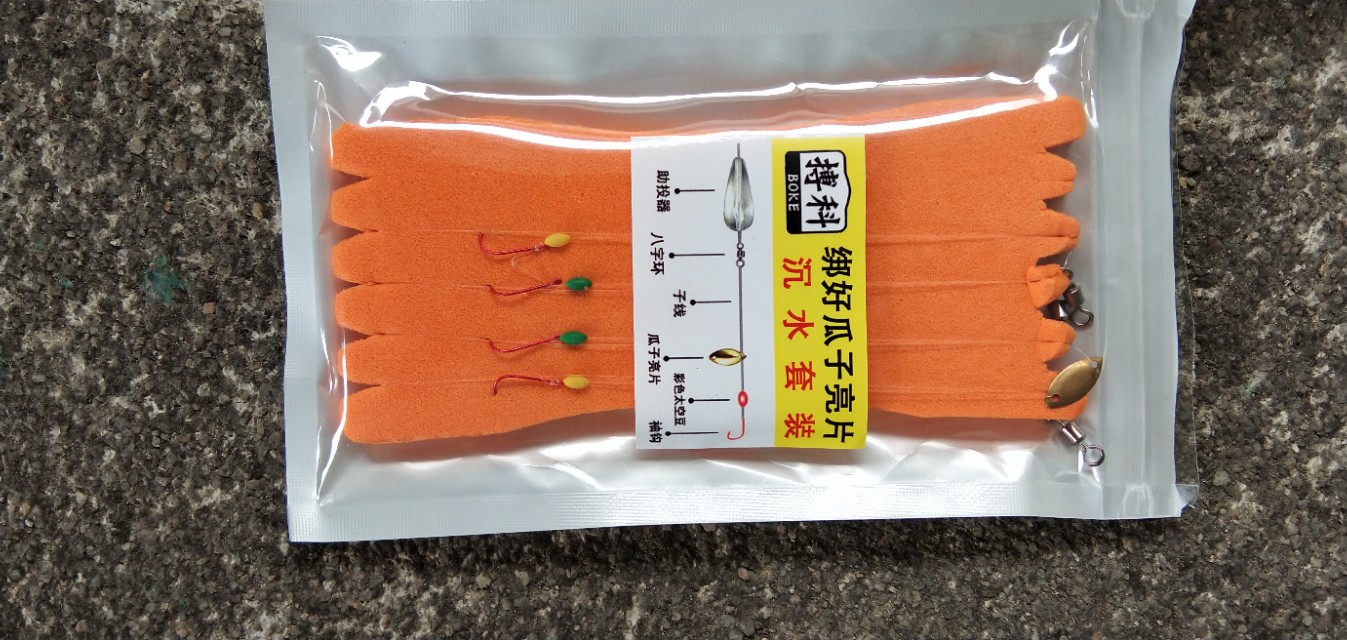 搏科
BOKE
绑好瓜子亮片
沉水套装
助投器
八字环
子线
瓜子亮片
彩色太空豆
袖钩